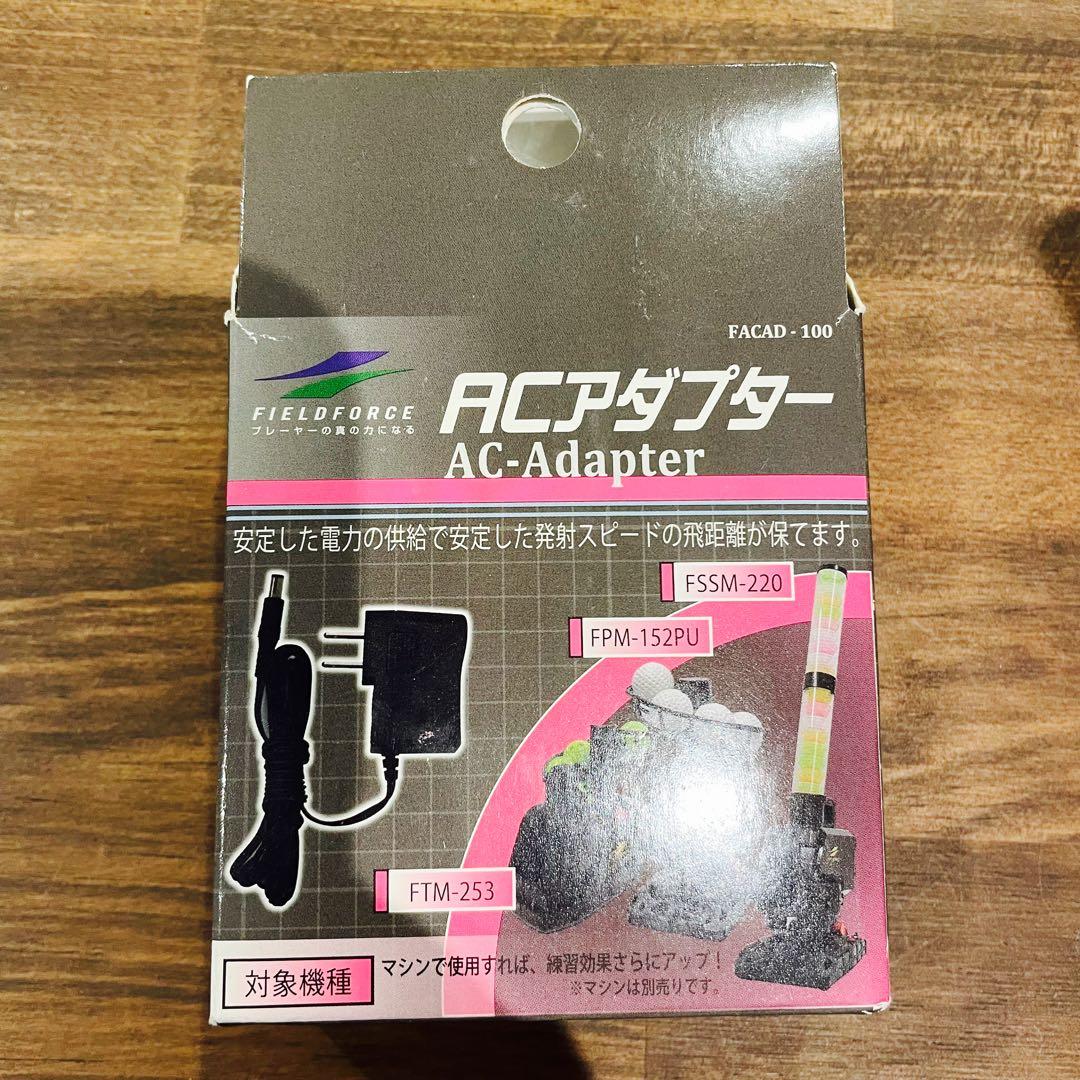 FACAD - 100
FIELDFORCE
プレーヤーの真の力になる
ACアダプター
AC-Adapter
安定した電力の供給で安定した発射スピードの飛距離が保てます。
FSSM-220
FPM-152PU
FTM-253
対象機種
マシンで使用すれば、練習効果さらにアップ!
※マシンは別売りです。